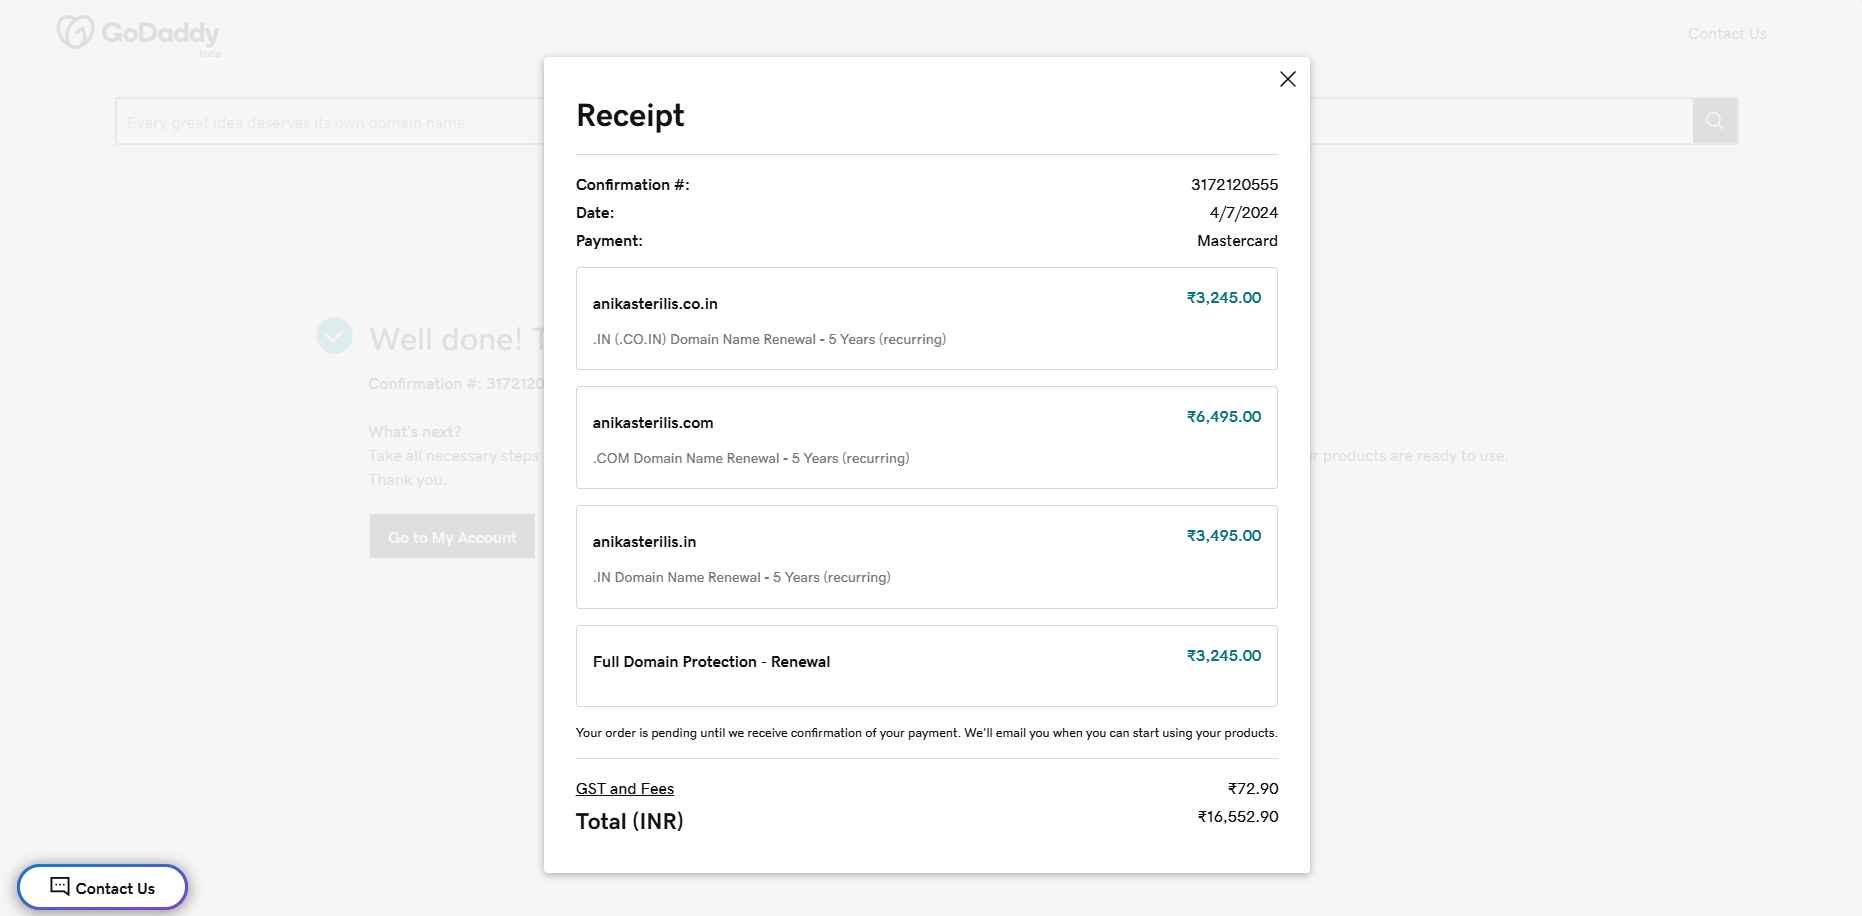 GoDaddy
India
Contact Us
Every great idea deserves its own domain name
Receipt
Confirmation #: 3172120555
Date: 4/7/2024
Payment: Mastercard
anikasterilis.co.in ₹3,245.00
.IN (.CO.IN) Domain Name Renewal - 5 Years (recurring)
anikasterilis.com ₹6,495.00
.COM Domain Name Renewal - 5 Years (recurring)
anikasterilis.in ₹3,495.00
.IN Domain Name Renewal - 5 Years (recurring)
Full Domain Protection - Renewal ₹3,245.00
Your order is pending until we receive confirmation of your payment. We'll email you when you can start using your products.
GST and Fees ₹72.90
Total (INR) ₹16,552.90
Well done! T
Confirmation #: 3172120
What's next?
Take all necessary steps
r products are ready to use.
Thank you.
Go to My Account
Contact Us